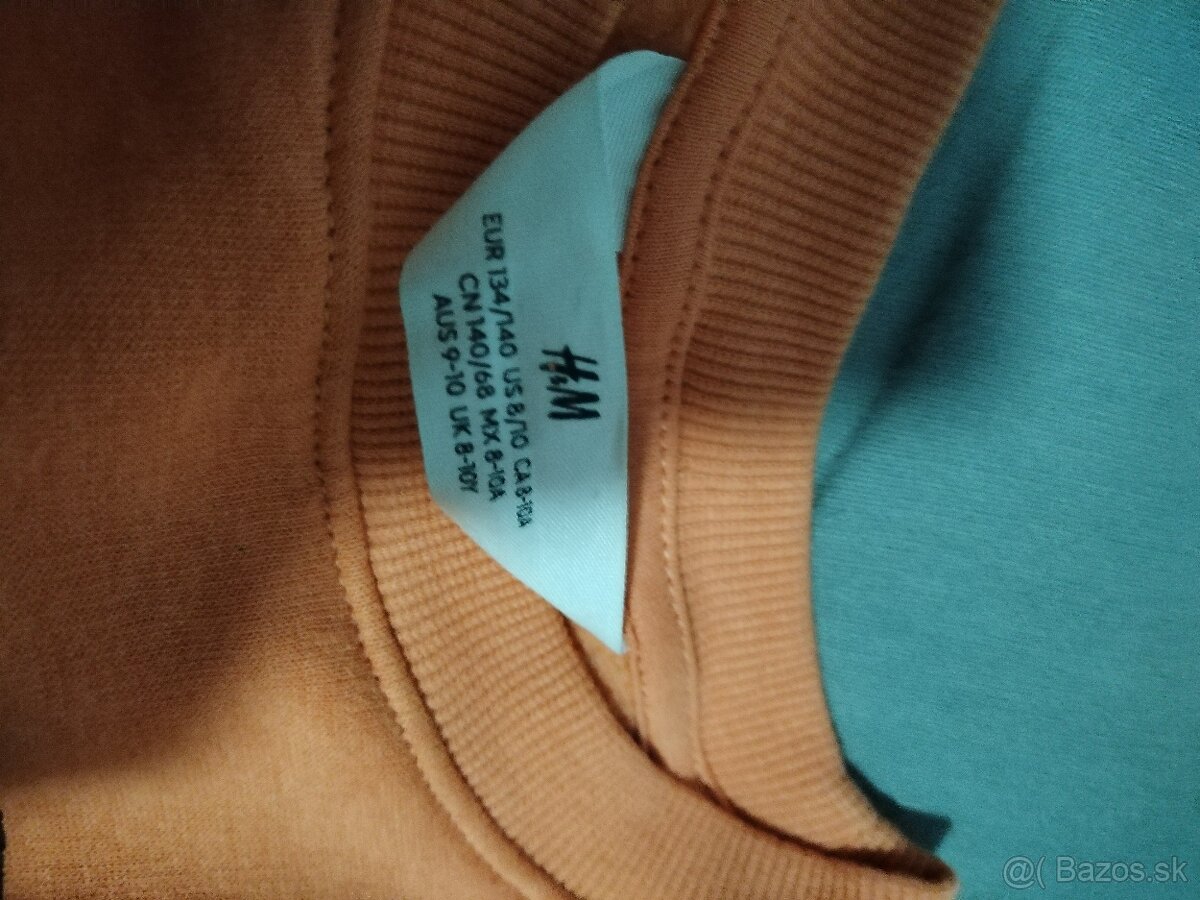 H&M
EUR 134/140 US 8/10 CA 8-10A
CN 140/68 MX 8-10A
AUS 9-10 UK 8-10Y
@( Bazos.sk